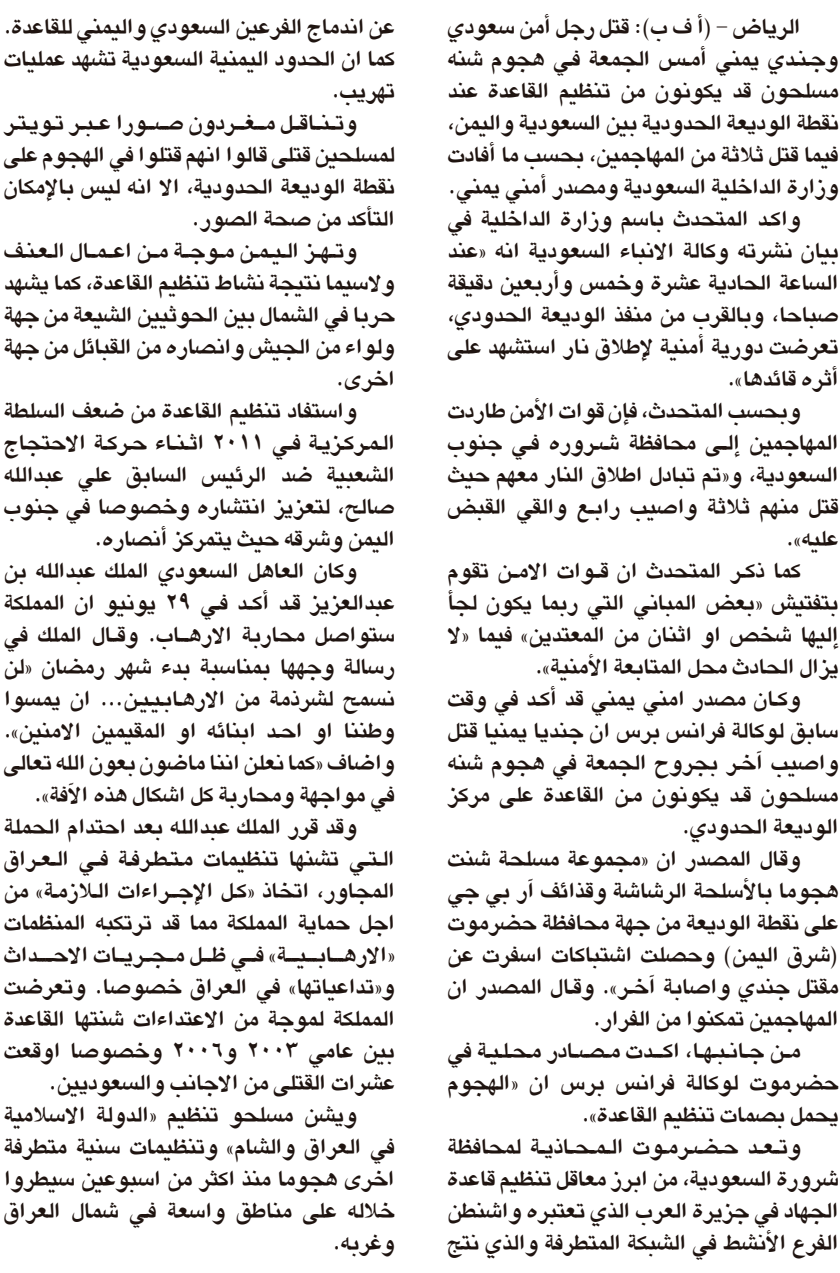 الرياض – (أ ف ب): قتل رجل أمن سعودي
وجندي يمني أمس الجمعة في هجوم شنه
مسلحون قد يكونون من تنظيم القاعدة عند
نقطة الوديعة الحدودية بين السعودية واليمن،
فيما قتل ثلاثة من المهاجمين، بحسب ما أفادت
وزارة الداخلية السعودية ومصدر أمني يمني.
واكد المتحدث باسم وزارة الداخلية في
بيان نشرته وكالة الانباء السعودية انه «عند
الساعة الحادية عشرة وخمس وأربعين دقيقة
صباحا، وبالقرب من منفذ الوديعة الحدودي،
تعرضت دورية أمنية لإطلاق نار استشهد على
أثره قائدها».
وبحسب المتحدث، فإن قوات الأمن طاردت
المهاجمين إلى محافظة شروره في جنوب
السعودية، و«تم تبادل اطلاق النار معهم حيث
قتل منهم ثلاثة واصيب رابع والقي القبض
عليه».
كما ذكر المتحدث ان قوات الامن تقوم
بتفتيش «بعض المباني التي ربما يكون لجأ
إليها شخص او اثنان من المعتدين» فيما «لا
يزال الحادث محل المتابعة الأمنية».
وكان مصدر امني يمني قد أكد في وقت
سابق لوكالة فرانس برس ان جنديا يمنيا قتل
واصيب آخر بجروح الجمعة في هجوم شنه
مسلحون قد يكونون من القاعدة على مركز
الوديعة الحدودي.
وقال المصدر ان «مجموعة مسلحة شنت
هجوما بالأسلحة الرشاشة وقذائف آر بي جي
على نقطة الوديعة من جهة محافظة حضرموت
(شرق اليمن) وحصلت اشتباكات اسفرت عن
مقتل جندي واصابة آخر». وقال المصدر ان
المهاجمين تمكنوا من الفرار.
من جانبها، اكدت مصادر محلية في
حضرموت لوكالة فرانس برس ان «الهجوم
يحمل بصمات تنظيم القاعدة».
وتعد حضرموت المحاذية لمحافظة
شرورة السعودية، من ابرز معاقل تنظيم قاعدة
الجهاد في جزيرة العرب الذي تعتبره واشنطن
الفرع الأنشط في الشبكة المتطرفة والذي نتج
عن اندماج الفرعين السعودي واليمني للقاعدة.
كما ان الحدود اليمنية السعودية تشهد عمليات
تهريب.
وتناقل مغردون صورا عبر تويتر
لمسلحين قتلى قالوا انهم قتلوا في الهجوم على
نقطة الوديعة الحدودية، الا انه ليس بالإمكان
التأكد من صحة الصور.
وتهز اليمن موجة من اعمال العنف
ولاسيما نتيجة نشاط تنظيم القاعدة، كما يشهد
حربا في الشمال بين الحوثيين الشيعة من جهة
ولواء من الجيش وانصاره من القبائل من جهة
اخرى.
واستفاد تنظيم القاعدة من ضعف السلطة
المركزية في ٢٠١١ اثناء حركة الاحتجاج
الشعبية ضد الرئيس السابق علي عبدالله
صالح، لتعزيز انتشاره وخصوصا في جنوب
اليمن وشرقه حيث يتمركز أنصاره.
وكان العاهل السعودي الملك عبدالله بن
عبدالعزيز قد أكد في ٢٩ يونيو ان المملكة
ستواصل محاربة الارهاب. وقال الملك في
رسالة وجهها بمناسبة بدء شهر رمضان «لن
نسمح لشرذمة من الارهابيين... ان يمسوا
وطننا او احد ابنائه او المقيمين الامنين».
واضاف «كما نعلن اننا ماضون بعون الله تعالى
في مواجهة ومحاربة كل اشكال هذه الآفة».
وقد قرر الملك عبدالله بعد احتدام الحملة
التي تشنها تنظيمات متطرفة في العراق
المجاور، اتخاذ «كل الإجراءات اللازمة» من
اجل حماية المملكة مما قد ترتكبه المنظمات
«الارهابية» في ظل مجريات الاحداث
و«تداعياتها» في العراق خصوصا. وتعرضت
المملكة لموجة من الاعتداءات شنتها القاعدة
بين عامي ٢٠٠٣ و٢٠٠٦ وخصوصا اوقعت
عشرات القتلى من الاجانب والسعوديين.
ويشن مسلحو تنظيم «الدولة الاسلامية
في العراق والشام» وتنظيمات سنية متطرفة
اخرى هجوما منذ اكثر من اسبوعين سيطروا
خلاله على مناطق واسعة في شمال العراق
وغربه.